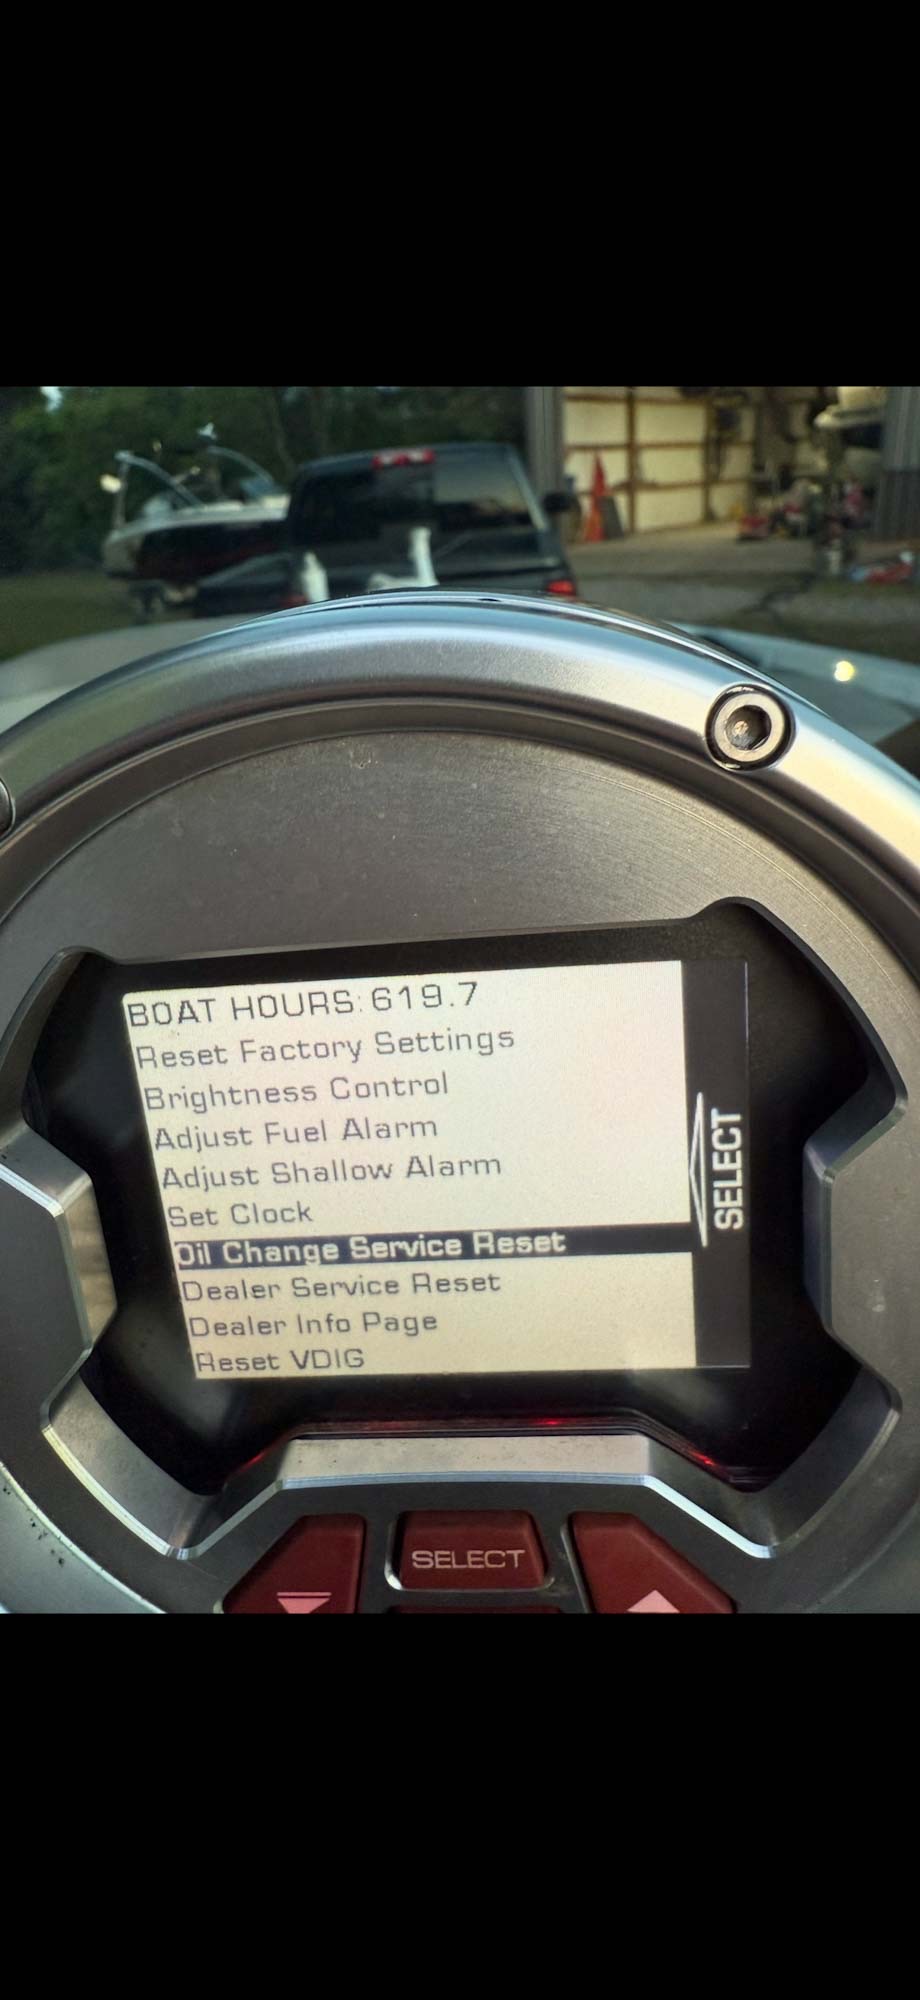 BOAT HOURS: 619.7
Reset Factory Settings
Brightness Control
Adjust Fuel Alarm
Adjust Shallow Alarm
Set Clock
Oil Change Service Reset
Dealer Service Reset
Dealer Info Page
Reset VDIG
SELECT
SELECT